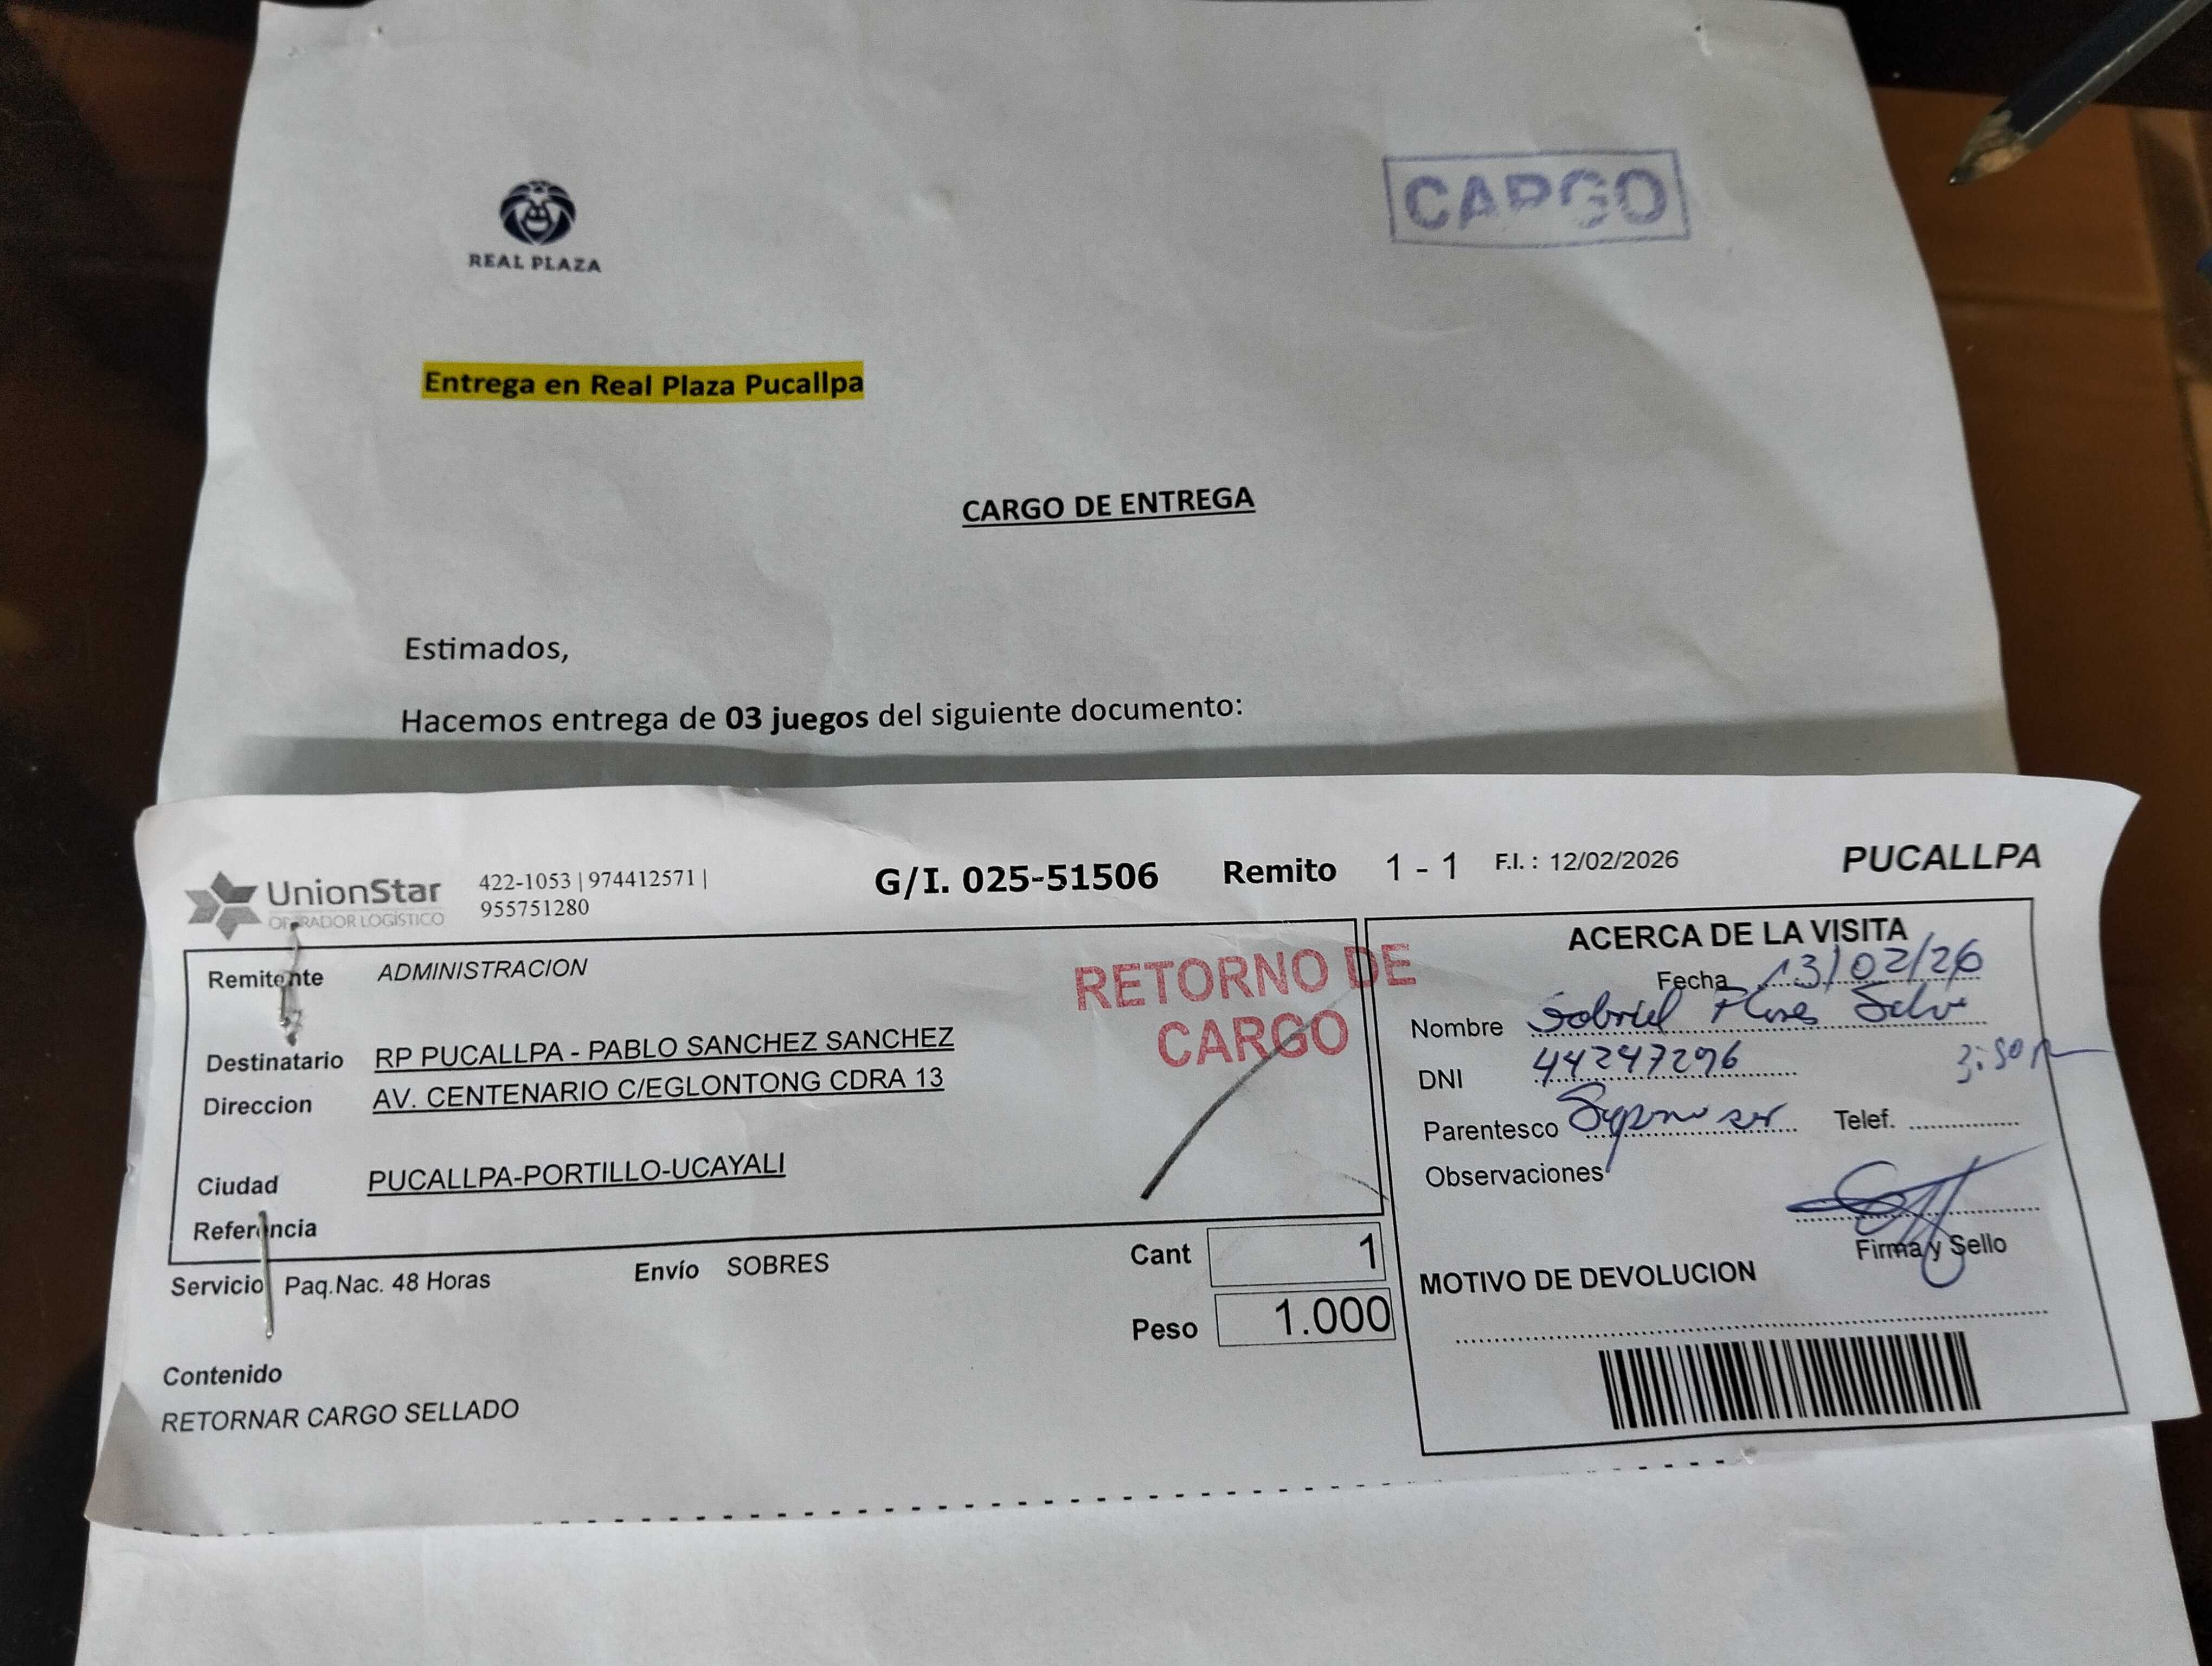 REAL PLAZA
CARGO
Entrega en Real Plaza Pucallpa
CARGO DE ENTREGA
Estimados,
Hacemos entrega de 03 juegos del siguiente documento:
UnionStar
OPERADOR LOGÍSTICO
422-1053 | 974412571 |
955751280
G/I. 025-51506 Remito 1 - 1 F.I. : 12/02/2026 PUCALLPA
Remitente ADMINISTRACION
RETORNO DE
CARGO
Destinatario RP PUCALLPA - PABLO SANCHEZ SANCHEZ
Direccion AV. CENTENARIO C/EGLONTONG CDRA 13
Ciudad PUCALLPA-PORTILLO-UCAYALI
Referencia
Servicio Paq.Nac. 48 Horas Envío SOBRES
Cant 1
Peso 1.000
Contenido
RETORNAR CARGO SELLADO
ACERCA DE LA VISITA
Fecha 13/02/26
Nombre Gabriel
DNI 44247296
Parentesco Telef.
Observaciones
Firma y Sello
MOTIVO DE DEVOLUCION